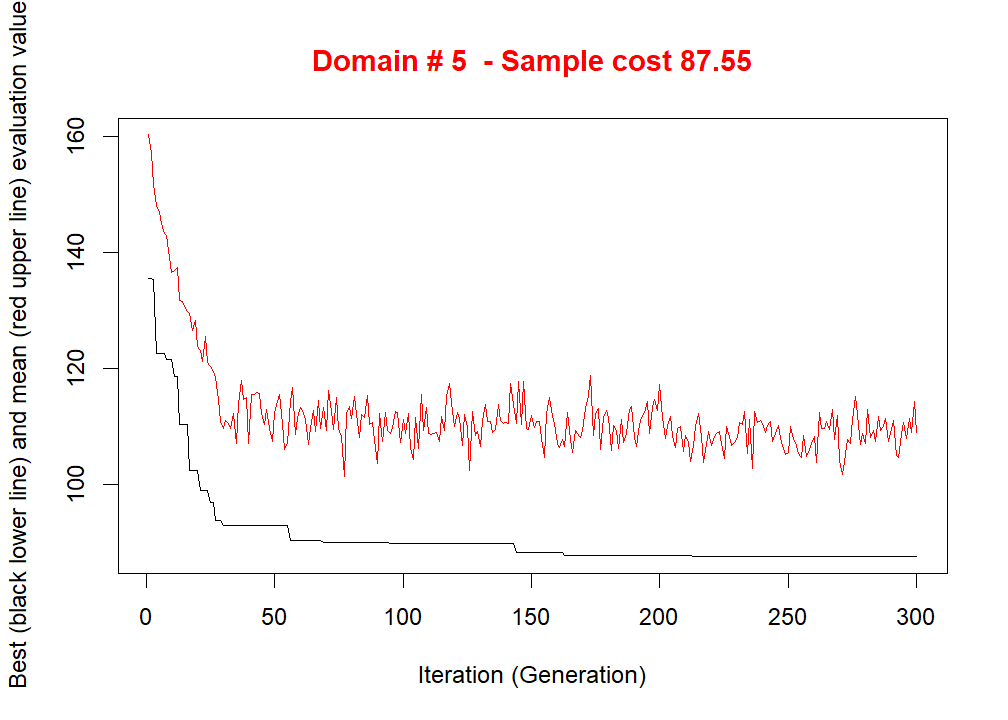 Domain # 5  - Sample cost 87.55
Best (black lower line) and mean (red upper line) evaluation value
160
140
120
100
0 50 100 150 200 250 300
Iteration (Generation)